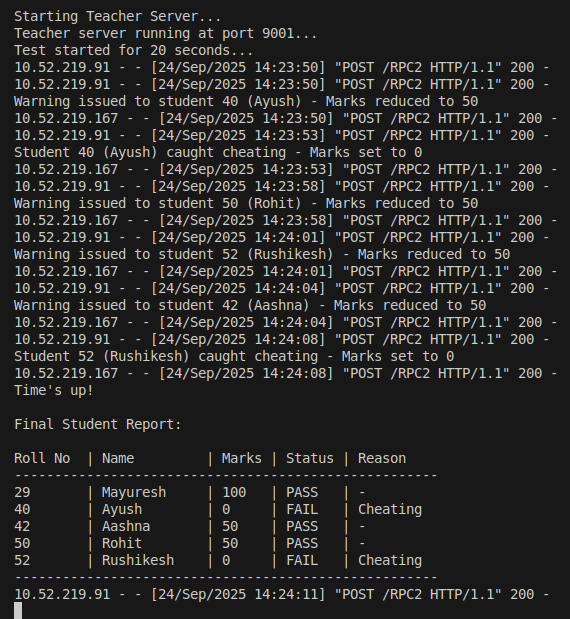 Starting Teacher Server...
Teacher server running at port 9001...
Test started for 20 seconds...
10.52.219.91 - - [24/Sep/2025 14:23:50] "POST /RPC2 HTTP/1.1" 200 -
10.52.219.91 - - [24/Sep/2025 14:23:50] "POST /RPC2 HTTP/1.1" 200 -
Warning issued to student 40 (Ayush) - Marks reduced to 50
10.52.219.167 - - [24/Sep/2025 14:23:50] "POST /RPC2 HTTP/1.1" 200 -
10.52.219.91 - - [24/Sep/2025 14:23:53] "POST /RPC2 HTTP/1.1" 200 -
Student 40 (Ayush) caught cheating - Marks set to 0
10.52.219.167 - - [24/Sep/2025 14:23:53] "POST /RPC2 HTTP/1.1" 200 -
10.52.219.91 - - [24/Sep/2025 14:23:58] "POST /RPC2 HTTP/1.1" 200 -
Warning issued to student 50 (Rohit) - Marks reduced to 50
10.52.219.167 - - [24/Sep/2025 14:23:58] "POST /RPC2 HTTP/1.1" 200 -
10.52.219.91 - - [24/Sep/2025 14:24:01] "POST /RPC2 HTTP/1.1" 200 -
Warning issued to student 52 (Rushikesh) - Marks reduced to 50
10.52.219.167 - - [24/Sep/2025 14:24:01] "POST /RPC2 HTTP/1.1" 200 -
10.52.219.91 - - [24/Sep/2025 14:24:04] "POST /RPC2 HTTP/1.1" 200 -
Warning issued to student 42 (Aashna) - Marks reduced to 50
10.52.219.167 - - [24/Sep/2025 14:24:04] "POST /RPC2 HTTP/1.1" 200 -
10.52.219.91 - - [24/Sep/2025 14:24:08] "POST /RPC2 HTTP/1.1" 200 -
Student 52 (Rushikesh) caught cheating - Marks set to 0
10.52.219.167 - - [24/Sep/2025 14:24:08] "POST /RPC2 HTTP/1.1" 200 -
Time's up!
Final Student Report:
Roll No  | Name         | Marks | Status | Reason
-----------------------------------------------------
29       | Mayuresh     | 100   | PASS   | -
40       | Ayush        | 0     | FAIL   | Cheating
42       | Aashna       | 50    | PASS   | -
50       | Rohit        | 50    | PASS   | -
52       | Rushikesh    | 0     | FAIL   | Cheating
-----------------------------------------------------
10.52.219.91 - - [24/Sep/2025 14:24:11] "POST /RPC2 HTTP/1.1" 200 -